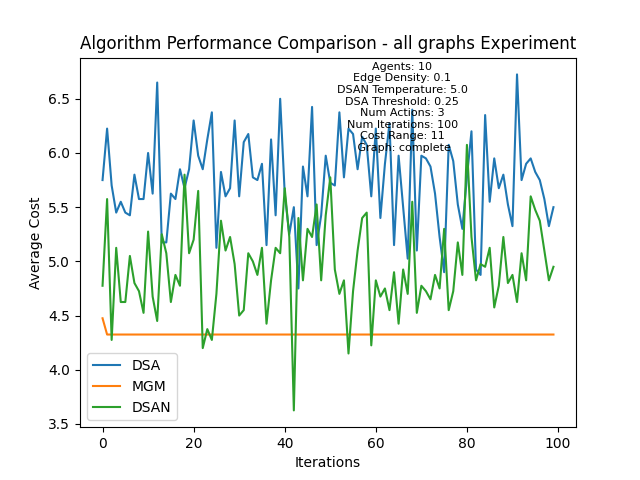 Algorithm Performance Comparison - all graphs Experiment
Agents: 10
Edge Density: 0.1
DSAN Temperature: 5.0
DSA Threshold: 0.25
Num Actions: 3
Num Iterations: 100
Cost Range: 11
Graph: complete
6.5
6.0
5.5
5.0
4.5
4.0
3.5
Average Cost
DSA
MGM
DSAN
0 20 40 60 80 100
Iterations